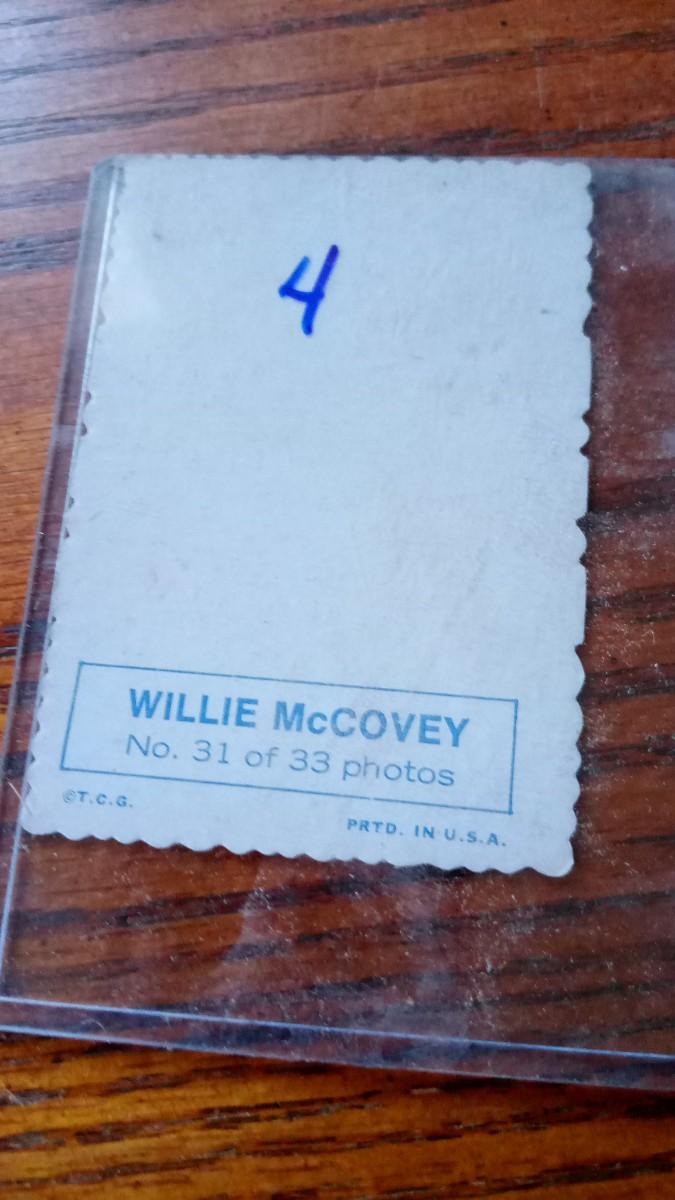 4
WILLIE McCOVEY
No. 31 of 33 photos
©T.C.G.
PRTD. IN U.S.A.